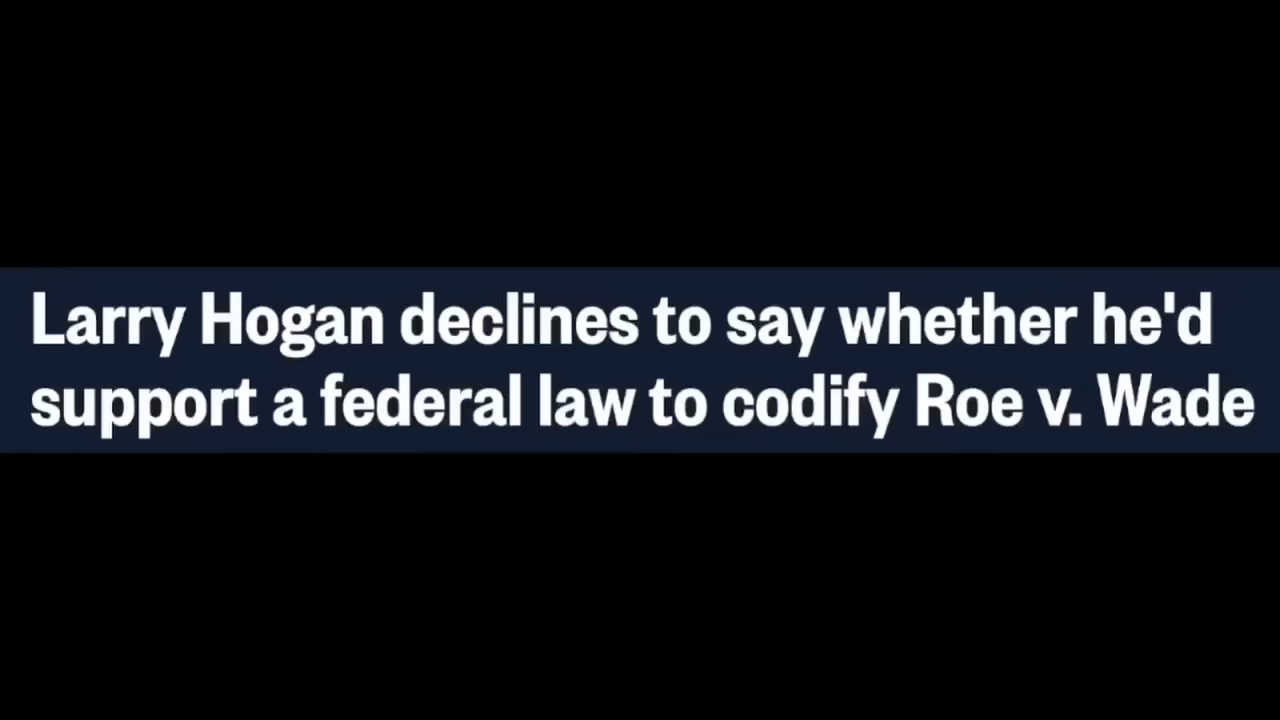 Larry Hogan declines to say whether he'd
support a federal law to codify Roe v. Wade